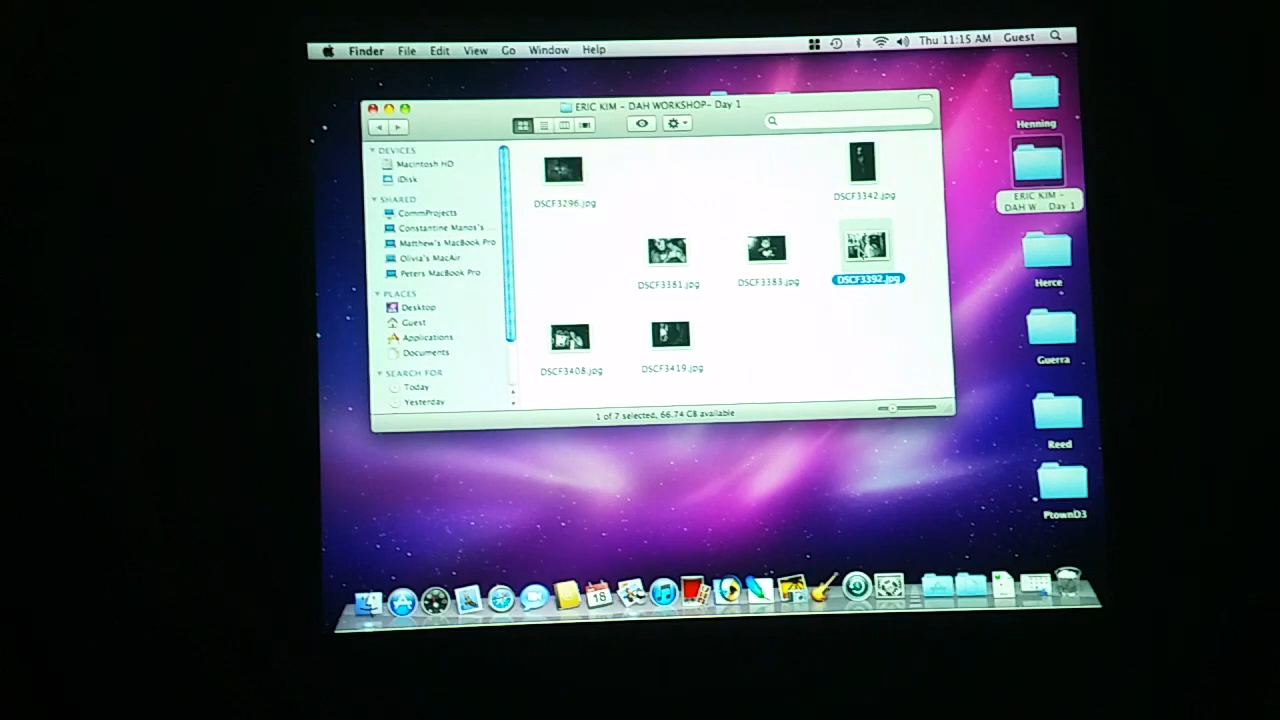 Finder File Edit View Go Window Help Thu 11:15 AM Guest
ERIC KIM - DAH WORKSHOP- Day 1
DEVICES
Macintosh HD
iDisk
SHARED
CommProjects
Constantine Manos's ...
Matthew's MacBook Pro
Olivia's MacAir
Peters MacBook Pro
PLACES
Desktop
Guest
Applications
Documents
SEARCH FOR
Today
Yesterday
DSCF3296.jpg
DSCF3342.jpg
DSCF3381.jpg
DSCF3383.jpg
DSCF3392.jpg
DSCF3408.jpg
DSCF3419.jpg
1 of 7 selected, 66.74 GB available
Henning
ERIC KIM -
DAH W... Day 1
Herce
Guerra
Reed
PtownD3
18